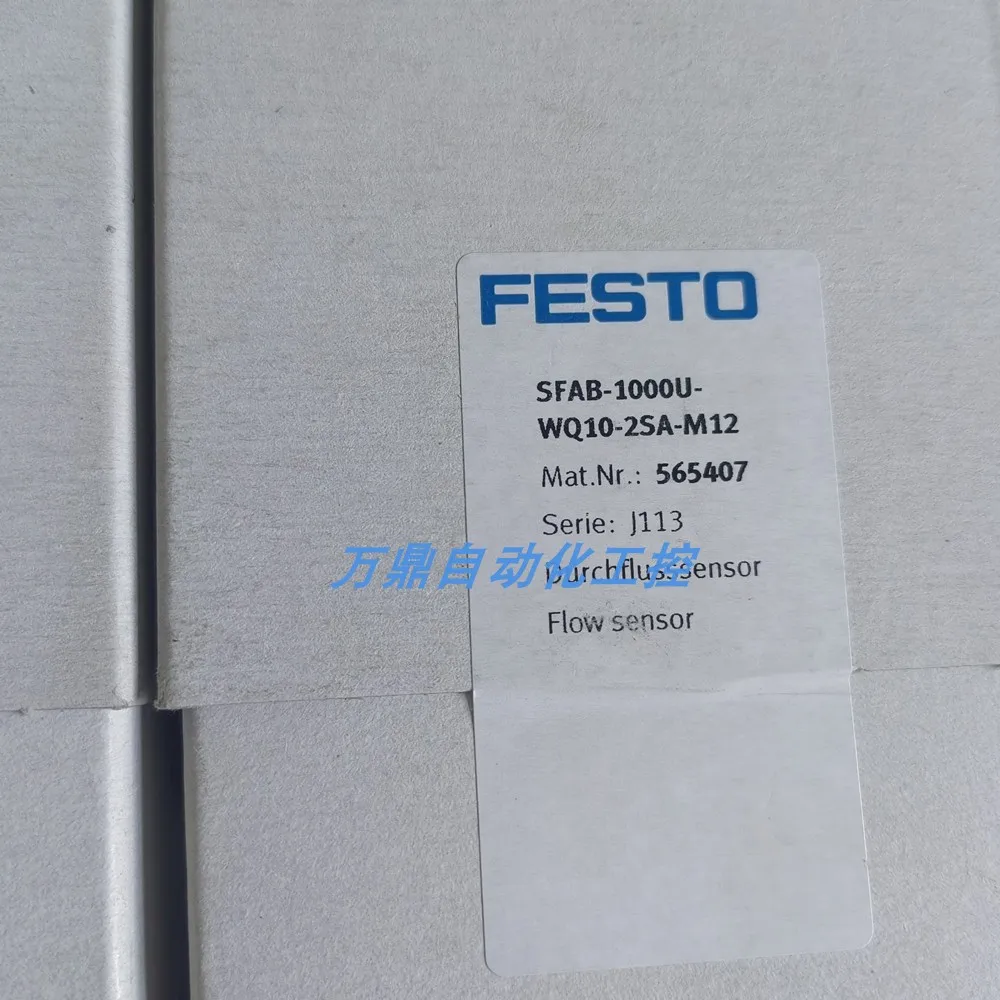 FESTO
SFAB-1000U-
WQ10-2SA-M12
Mat.Nr.: 565407
Serie: J113
万鼎自动化工控
Durchflusssensor
Flow sensor